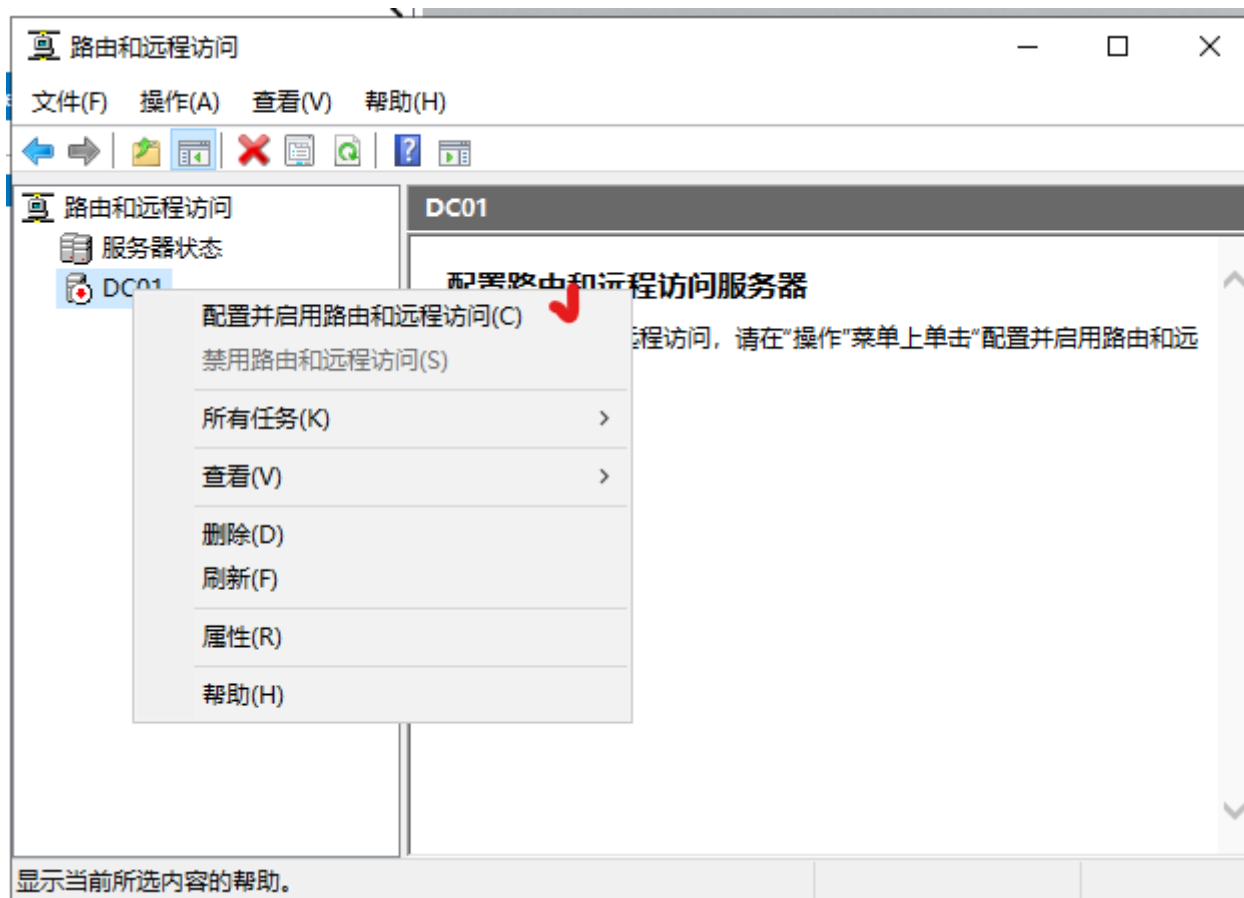 路由和远程访问
文件(F) 操作(A) 查看(V) 帮助(H)
路由和远程访问
服务器状态
DC01
DC01
配置路由和远程访问服务器
程访问，请在“操作”菜单上单击“配置并启用路由和远
配置并启用路由和远程访问(C)
禁用路由和远程访问(S)
所有任务(K)
查看(V)
删除(D)
刷新(F)
属性(R)
帮助(H)
显示当前所选内容的帮助。